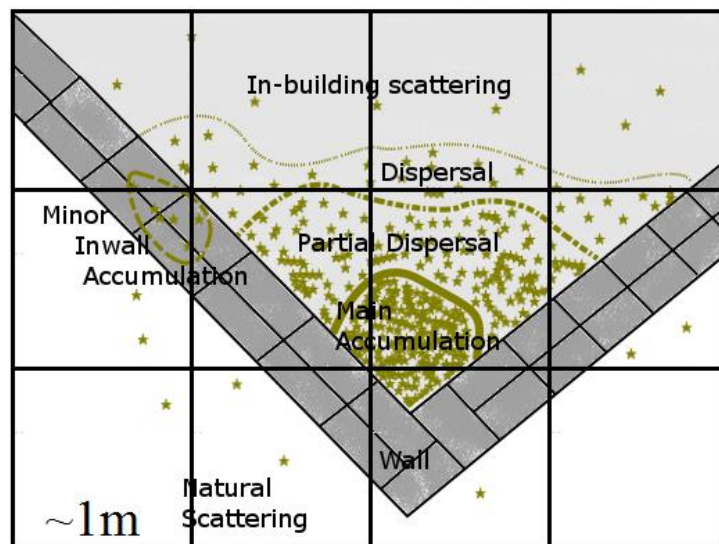 In-building scattering
Dispersal
Minor
Inwall
Accumulation
Partial Dispersal
Main
Accumulation
Wall
Natural
Scattering
~1m